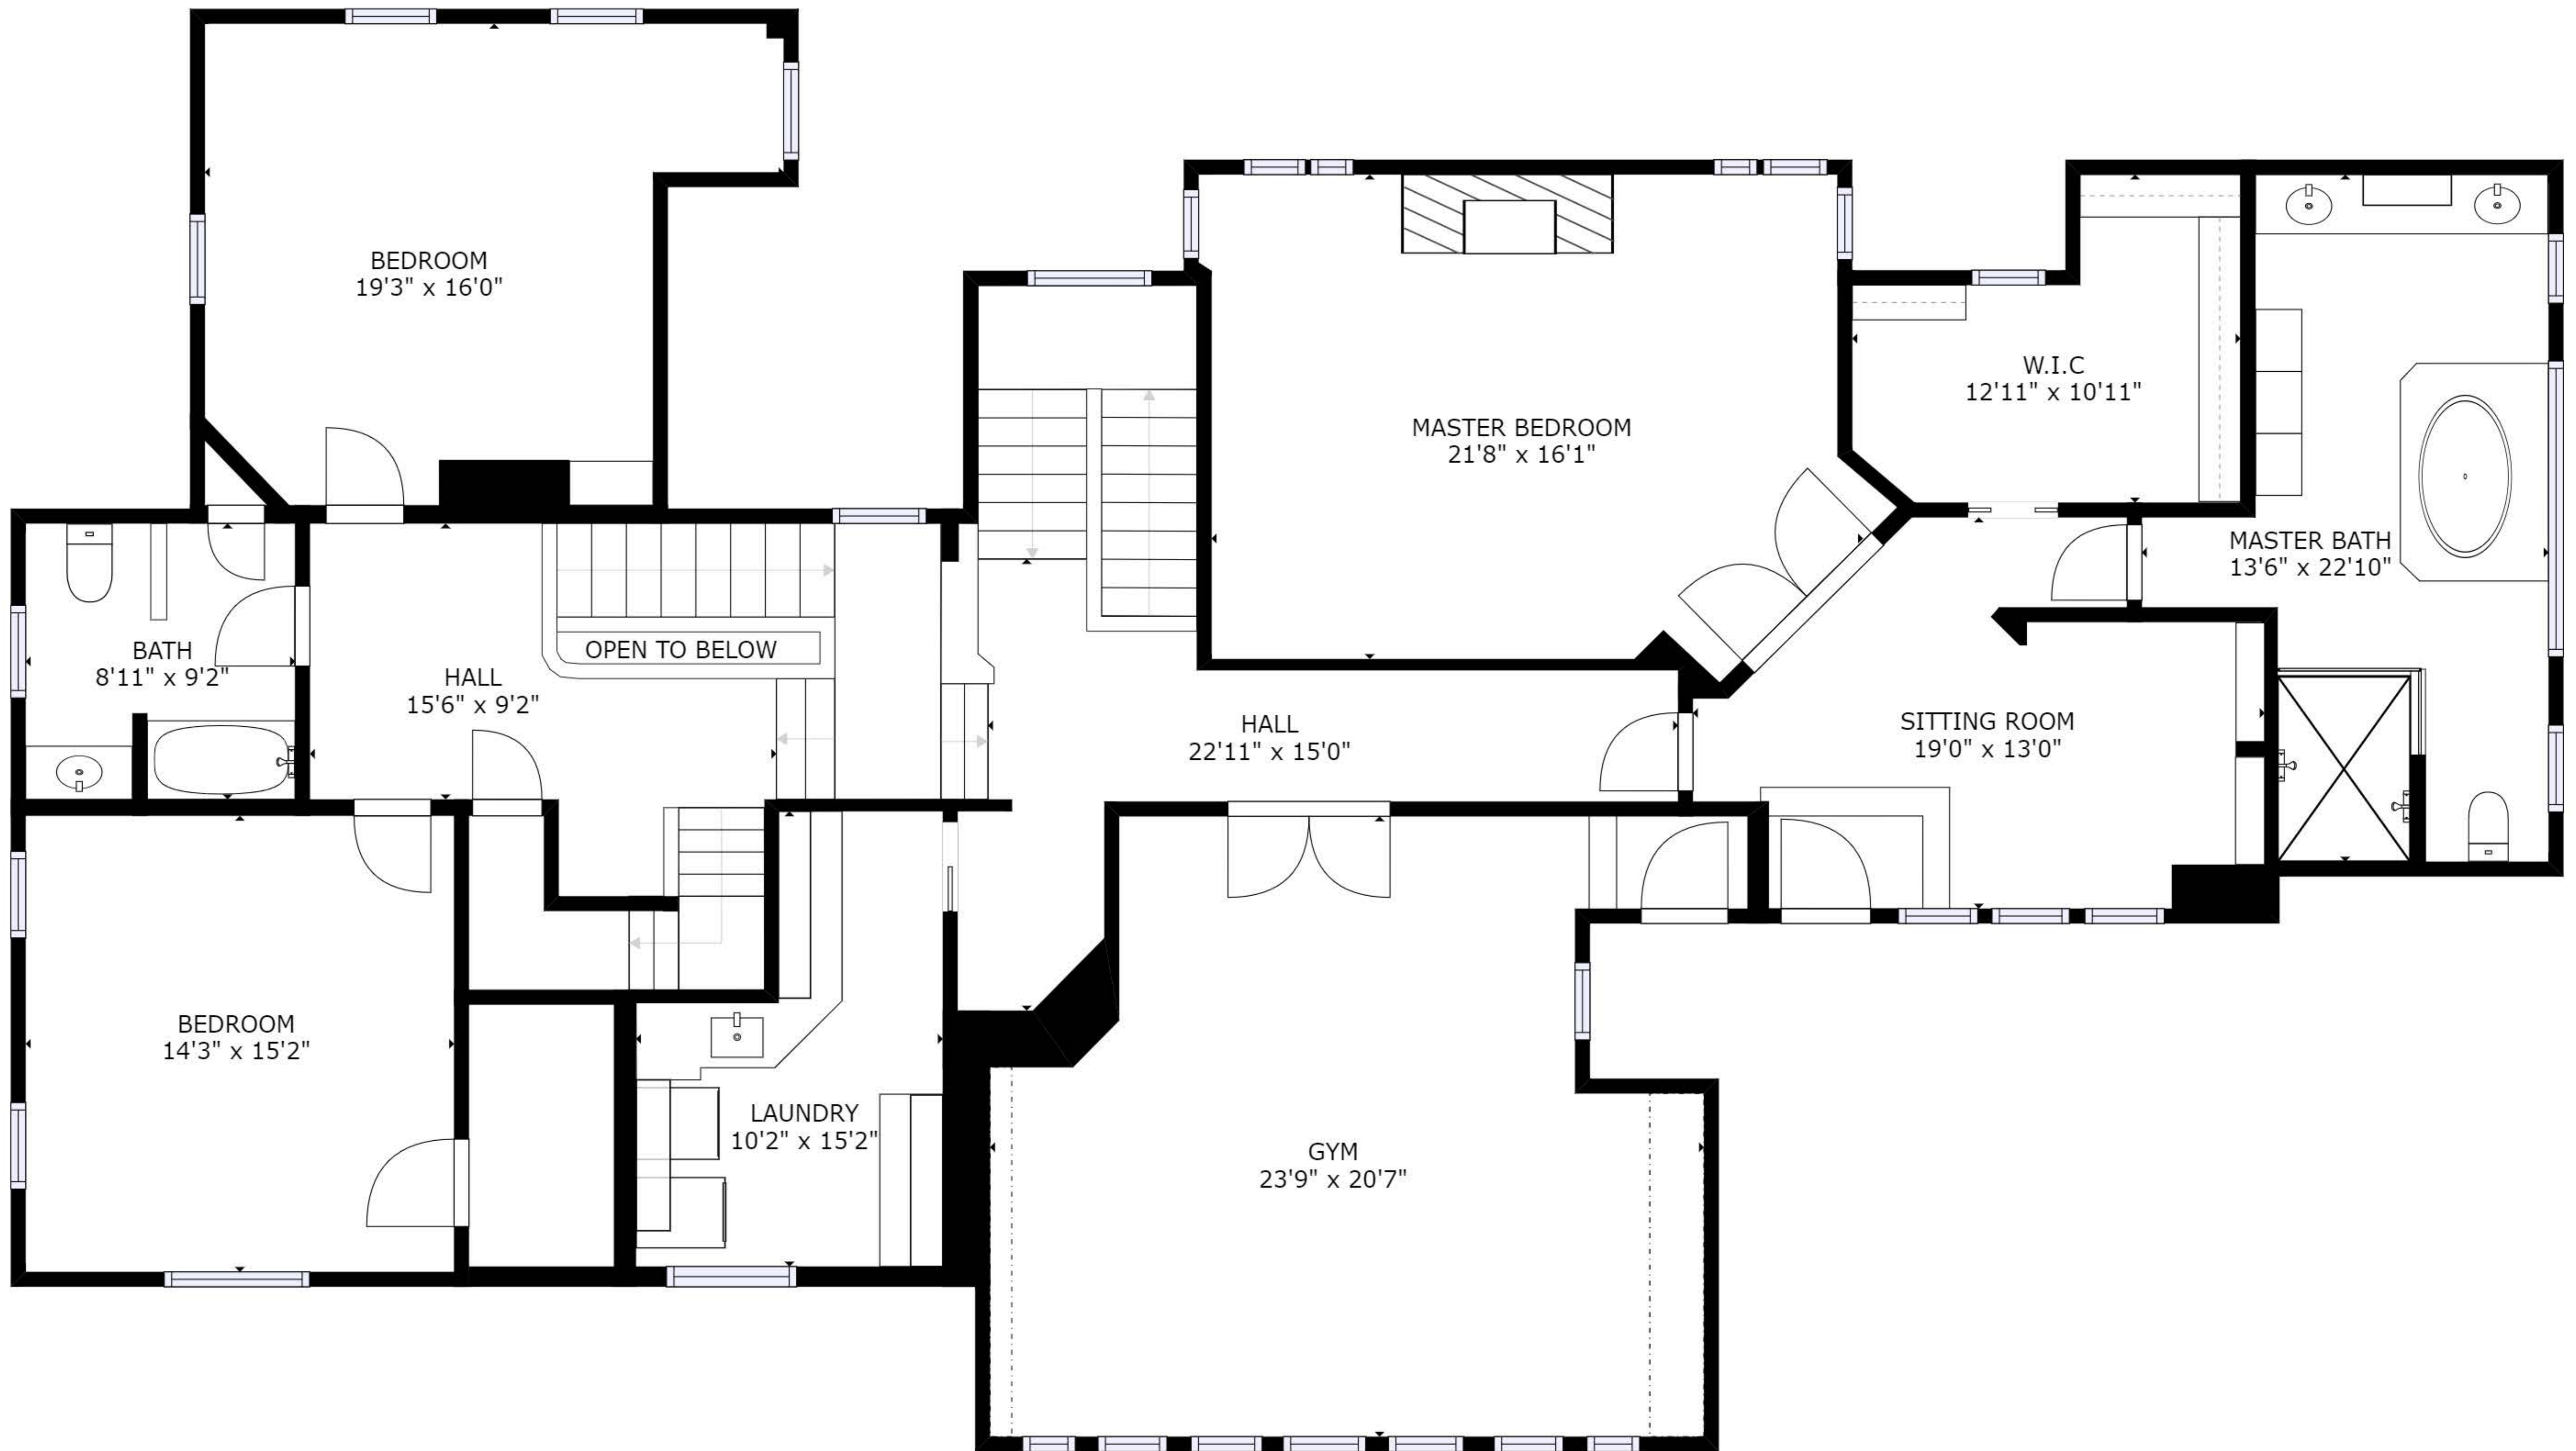 BEDROOM
19'3" x 16'0"
W.I.C
12'11" x 10'11"
MASTER BEDROOM
21'8" x 16'1"
MASTER BATH
13'6" x 22'10"
BATH
8'11" x 9'2"
HALL
15'6" x 9'2"
OPEN TO BELOW
HALL
22'11" x 15'0"
SITTING ROOM
19'0" x 13'0"
BEDROOM
14'3" x 15'2"
LAUNDRY
10'2" x 15'2"
GYM
23'9" x 20'7"